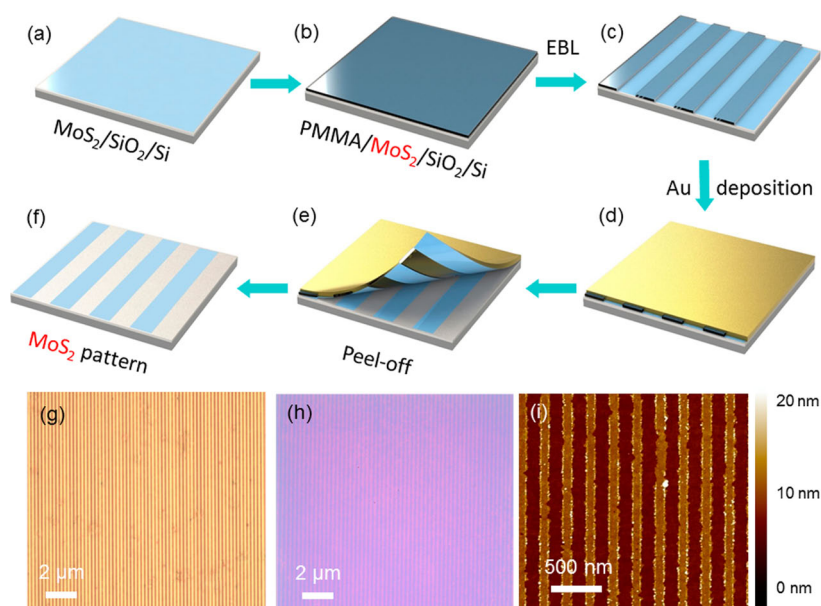 (a)
(b)
EBL
(c)
MoS₂/SiO₂/Si
PMMA/MoS₂/SiO₂/Si
Au deposition
(f)
(e)
(d)
MoS₂ pattern
Peel-off
(g)
(h)
(i)
20 nm
10 nm
0 nm
2 μm
2 μm
500 nm